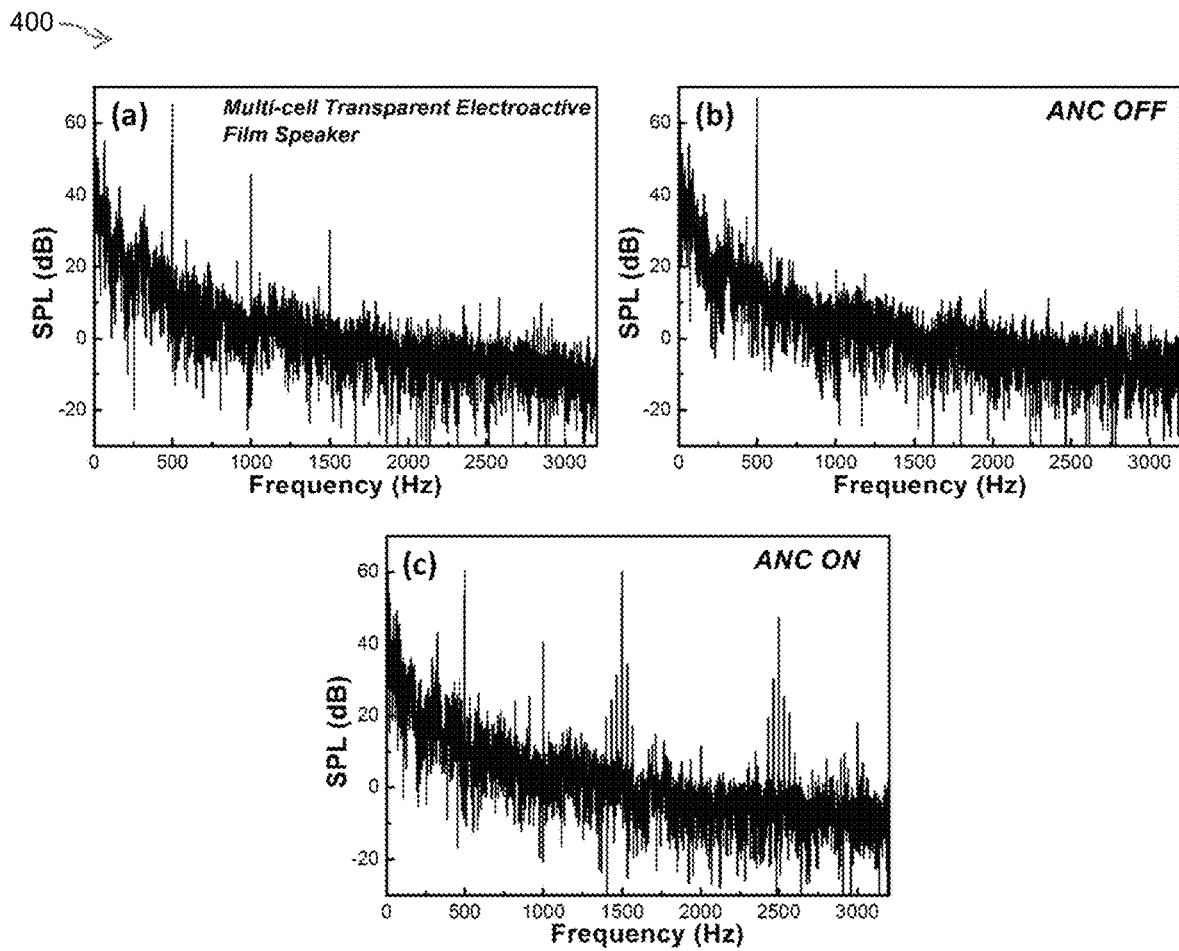 400
(a)
Multi-cell Transparent Electroactive
Film Speaker
60
40
20
0
-20
SPL (dB)
0 500 1000 1500 2000 2500 3000
Frequency (Hz)
(b)
ANC OFF
60
40
20
0
-20
SPL (dB)
0 500 1000 1500 2000 2500 3000
Frequency (Hz)
(c)
ANC ON
60
40
20
0
-20
SPL (dB)
0 500 1000 1500 2000 2500 3000
Frequency (Hz)